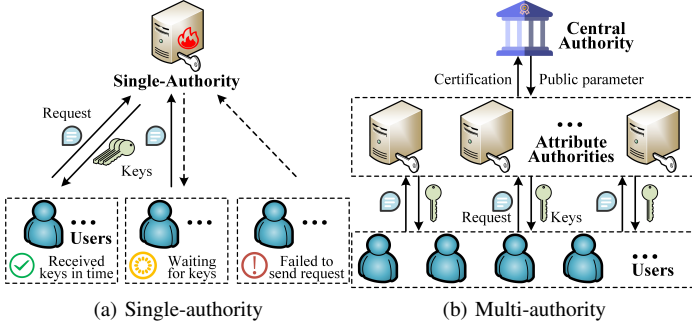 Single-Authority
Request
Keys
Users
Received
keys in time
Waiting
for keys
Failed to
send request
(a) Single-authority
Central
Authority
Certification
Public parameter
Attribute
Authorities
Request
Keys
Users
(b) Multi-authority